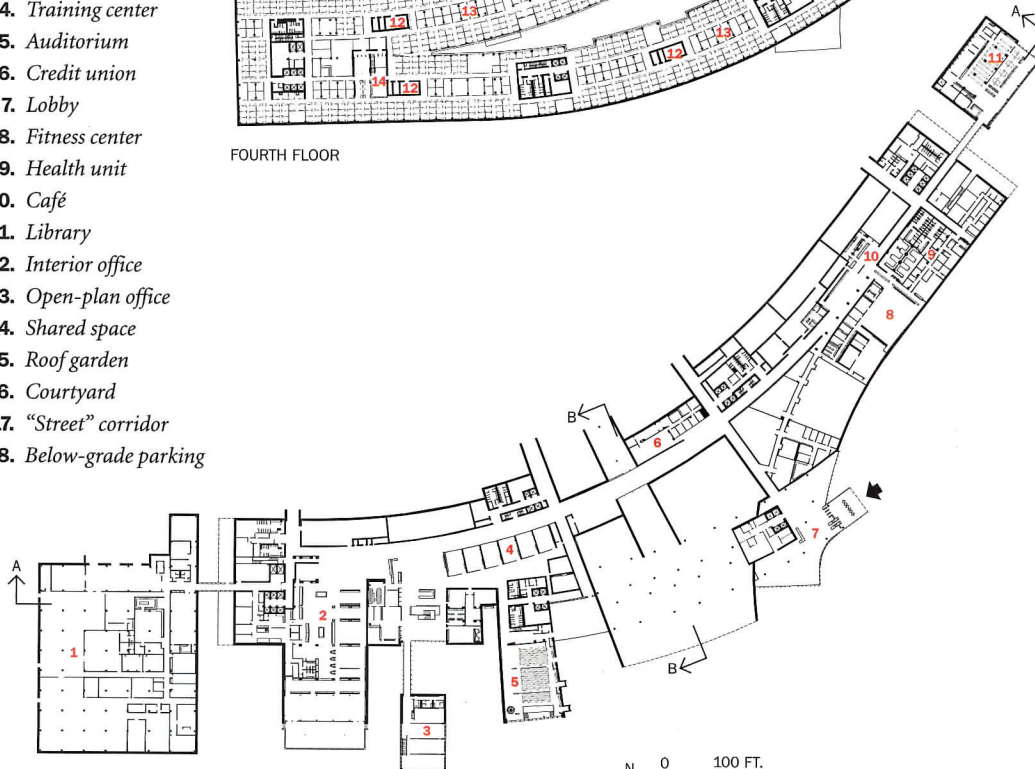 4. Training center
5. Auditorium
6. Credit union
7. Lobby
8. Fitness center
9. Health unit
0. Café
1. Library
2. Interior office
3. Open-plan office
4. Shared space
5. Roof garden
6. Courtyard
7. “Street” corridor
8. Below-grade parking
12
13
12
13
14
12
FOURTH FLOOR
A
11
10
9
8
B
6
7
4
A
2
1
5
B
3
N
0 100 FT.